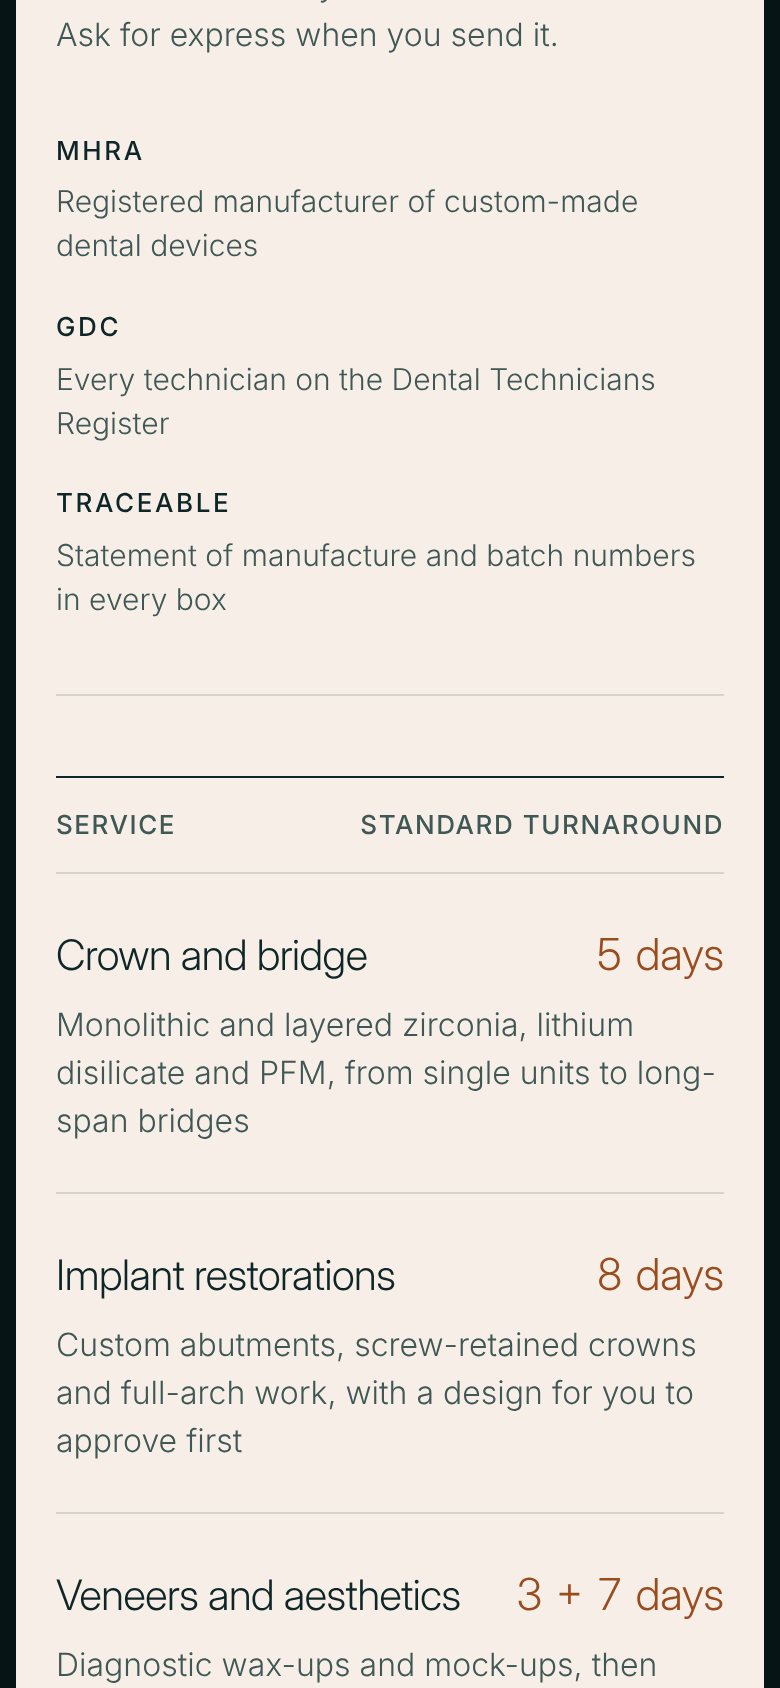 Ask for express when you send it.
MHRA
Registered manufacturer of custom-made
dental devices
GDC
Every technician on the Dental Technicians
Register
TRACEABLE
Statement of manufacture and batch numbers
in every box
SERVICE STANDARD TURNAROUND
Crown and bridge 5 days
Monolithic and layered zirconia, lithium
disilicate and PFM, from single units to long-
span bridges
Implant restorations 8 days
Custom abutments, screw-retained crowns
and full-arch work, with a design for you to
approve first
Veneers and aesthetics 3 + 7 days
Diagnostic wax-ups and mock-ups, then